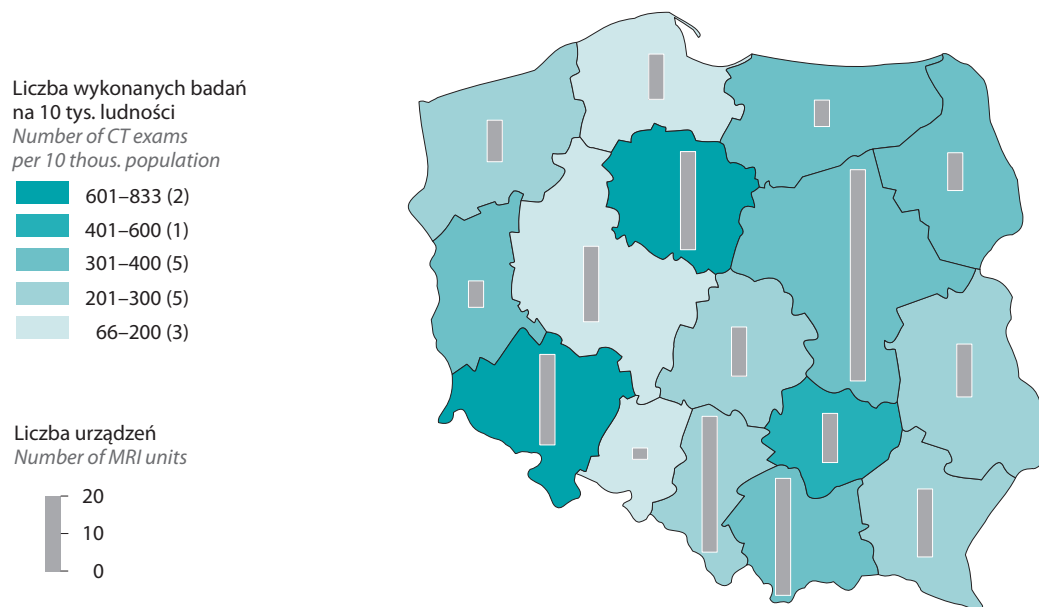 Liczba wykonanych badań
na 10 tys. ludności
Number of CT exams
per 10 thous. population
601–833 (2)
401–600 (1)
301–400 (5)
201–300 (5)
66–200 (3)
Liczba urządzeń
Number of MRI units
20
10
0